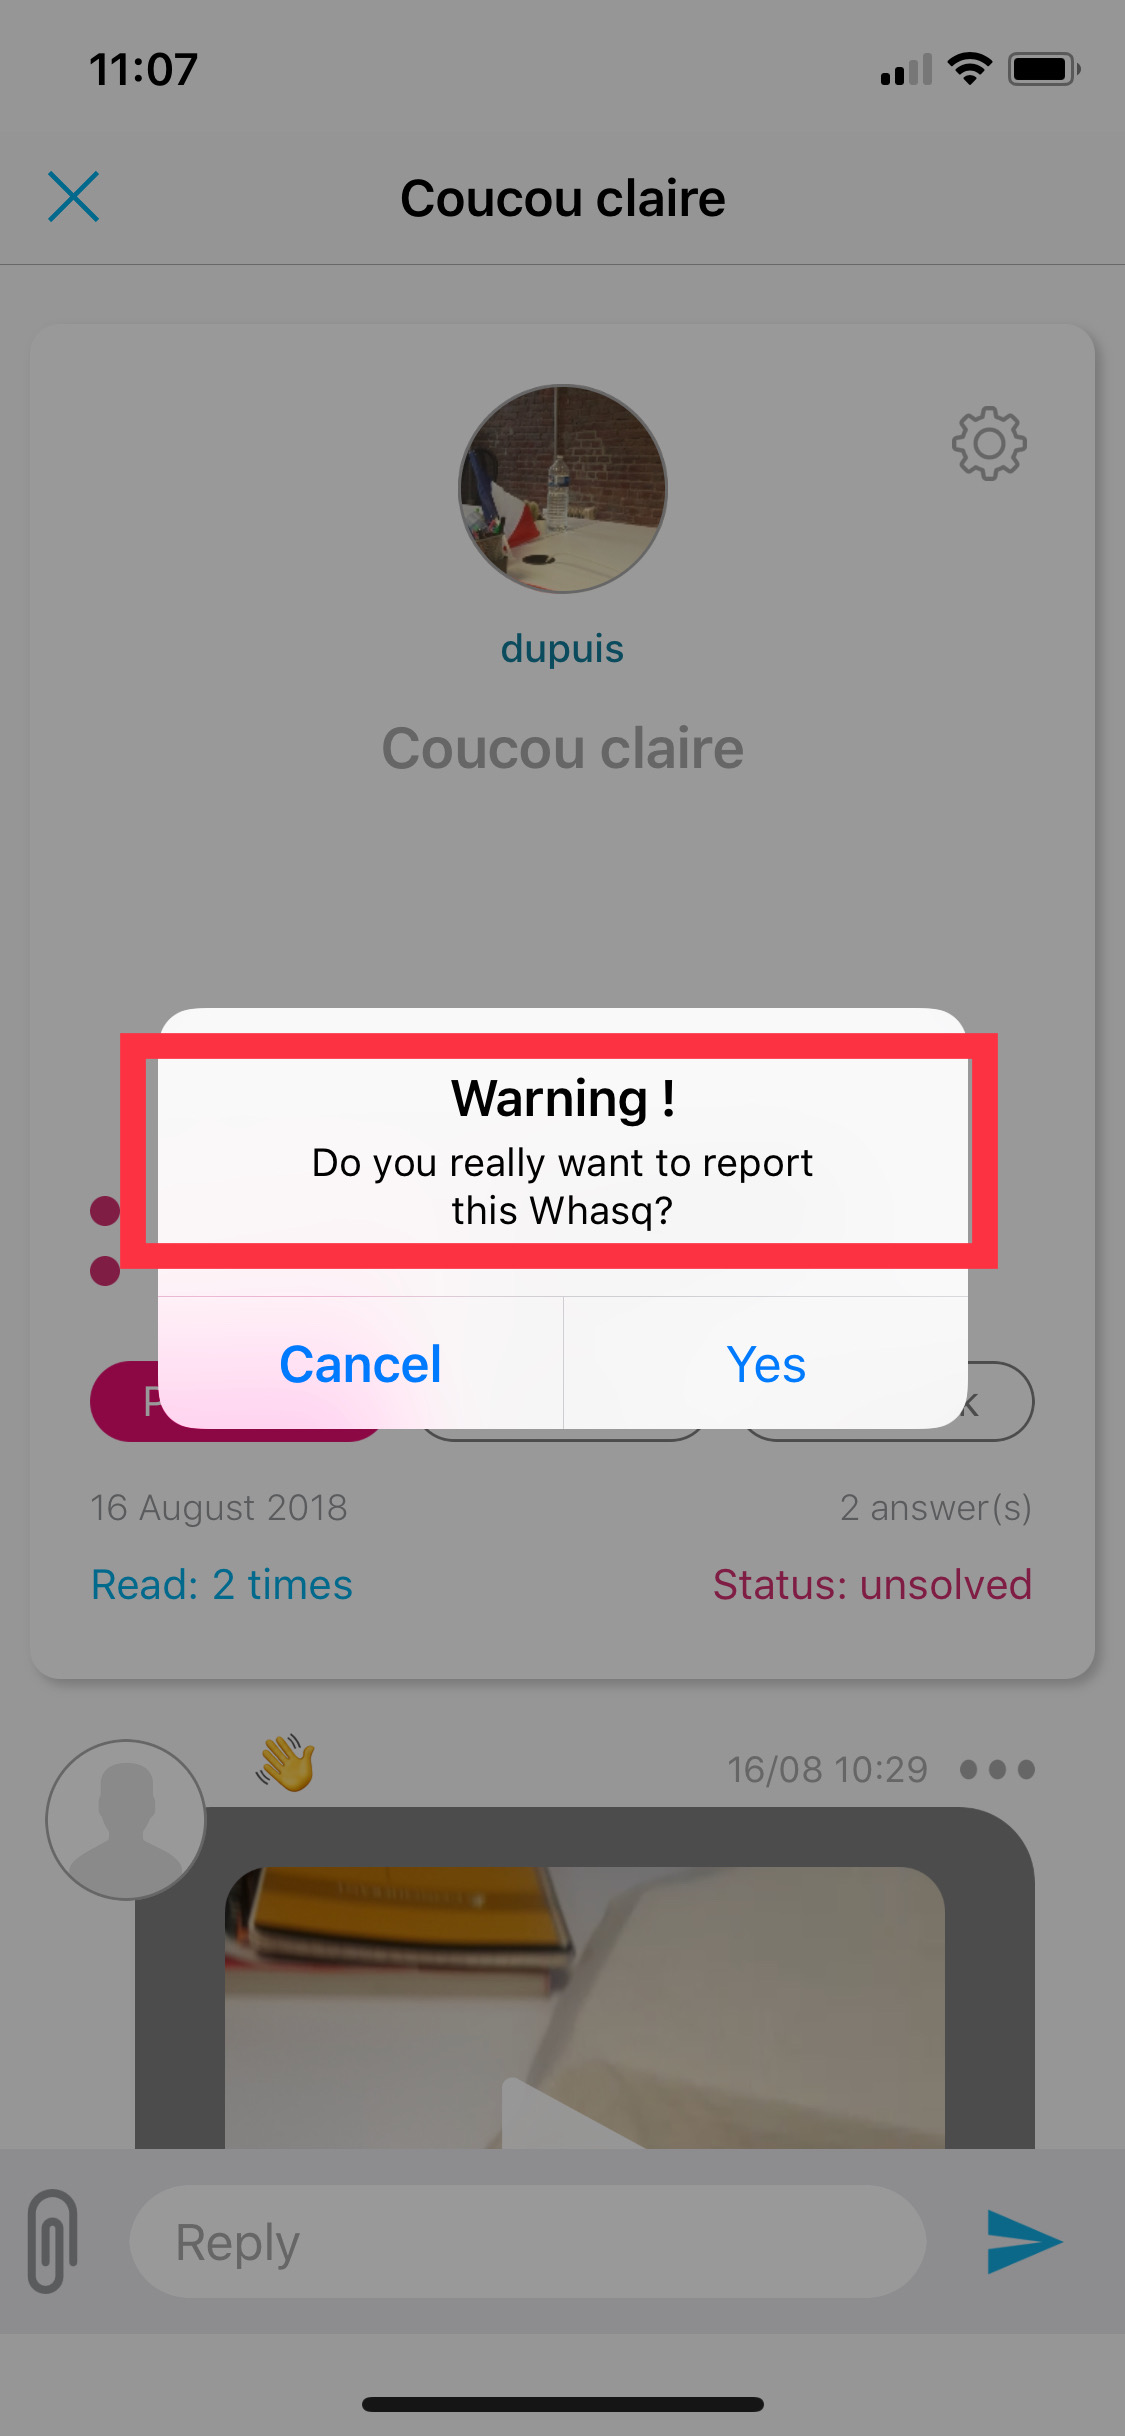 11:07
Coucou claire
dupuis
Coucou claire
Warning !
Do you really want to report
this Whasq?
Cancel
Yes
16 August 2018
2 answer(s)
Read: 2 times
Status: unsolved
16/08 10:29
Reply